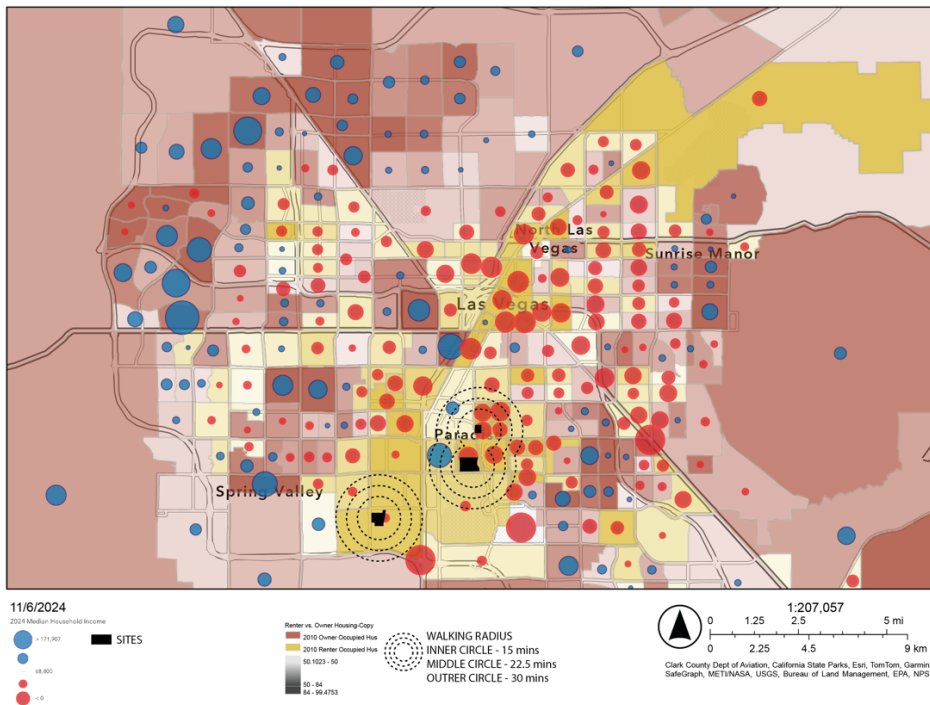 North Las
Vegas
Sunrise Manor
Las Vegas
Paradis
Spring Valley
11/6/2024
2024 Median Household Income
> 171,907
68,800
< 0
SITES
Renter vs. Owner Housing-Copy
2010 Owner Occupied Hus
2010 Renter Occupied Hus
50.1023 - 50
50 - 84
84 - 99.4753
WALKING RADIUS
INNER CIRCLE - 15 mins
MIDDLE CIRCLE - 22.5 mins
OUTRER CIRCLE - 30 mins
1:207,057
0 1.25 2.5 5 mi
0 2.25 4.5 9 km
Clark County Dept of Aviation, California State Parks, Esri, TomTom, Garmin
SafeGraph, METI/NASA, USGS, Bureau of Land Management, EPA, NPS